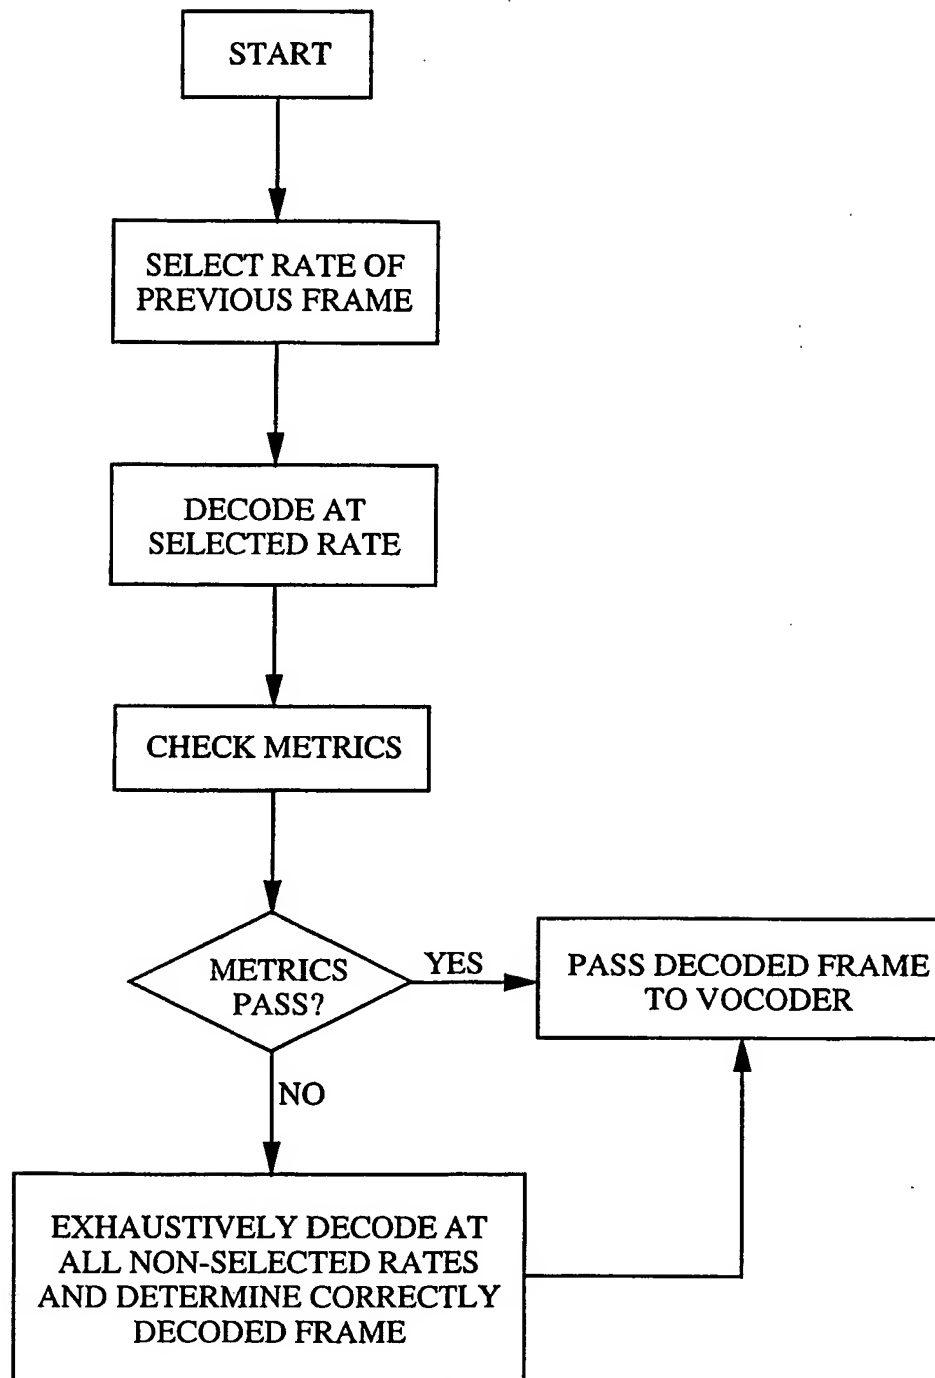 START
SELECT RATE OF
PREVIOUS FRAME
DECODE AT
SELECTED RATE
CHECK METRICS
METRICS
PASS?
YES
PASS DECODED FRAME
TO VOCODER
NO
EXHAUSTIVELY DECODE AT
ALL NON-SELECTED RATES
AND DETERMINE CORRECTLY
DECODED FRAME